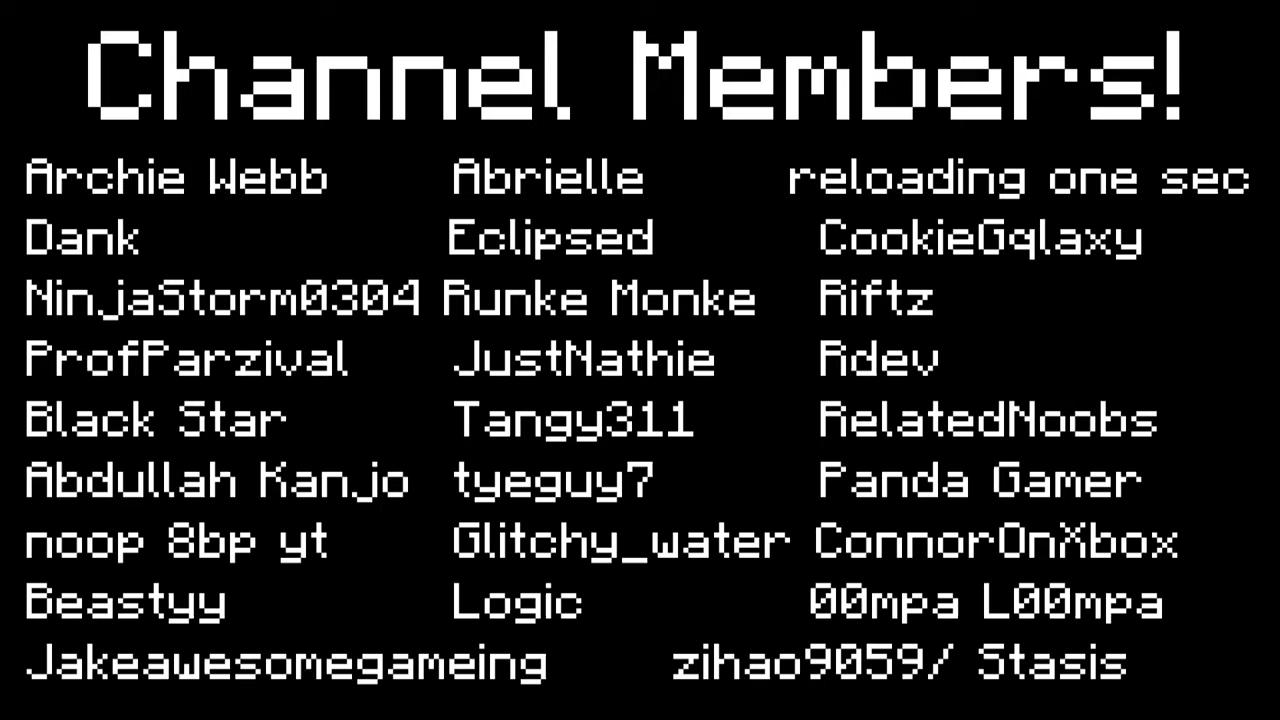 Channel Members!
Archie Webb Abrielle reloading one sec
Dank Eclipsed CookieGqlaxy
NinjaStorm0304 Runke Monke Riftz
ProfParzival JustNathie Rdev
Black Star Tangy311 RelatedNoobs
Abdullah Kanjo tyeguy7 Panda Gamer
noop 8bp yt Glitchy_water ConnorOnXbox
Beastyy Logic 00mpa L00mpa
Jakeawesomegameing zihao9059/ Stasis